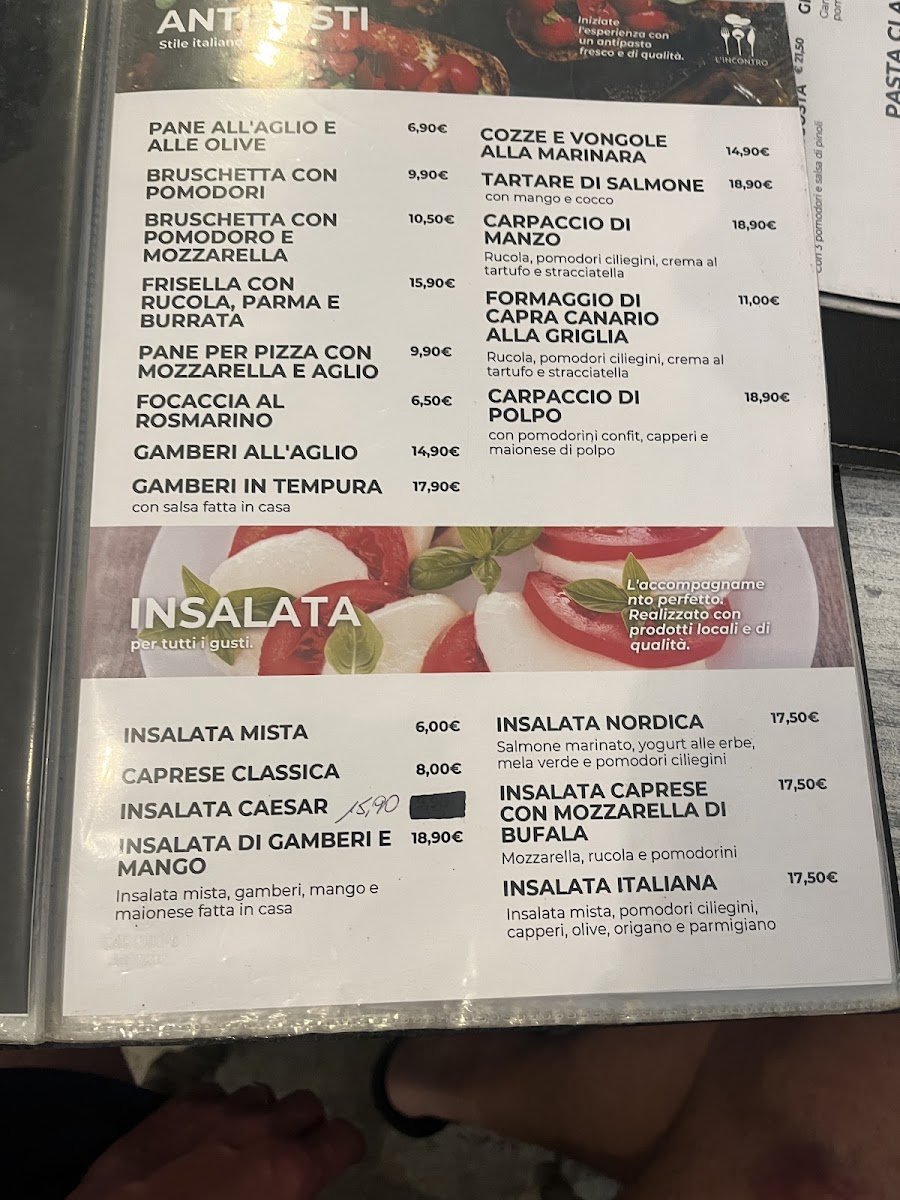 ANTIPASTI
Stile italiano
Iniziate
l'esperienza con
un antipasto
fresco e di qualità.
L'INCONTRO
PANE ALL'AGLIO E
ALLE OLIVE
6,90€
BRUSCHETTA CON
POMODORI
9,90€
BRUSCHETTA CON
POMODORO E
MOZZARELLA
10,50€
FRISELLA CON
RUCOLA, PARMA E
BURRATA
15,90€
PANE PER PIZZA CON
MOZZARELLA E AGLIO
9,90€
FOCACCIA AL
ROSMARINO
6,50€
GAMBERI ALL'AGLIO
14,90€
GAMBERI IN TEMPURA
17,90€
con salsa fatta in casa
COZZE E VONGOLE
ALLA MARINARA
14,90€
TARTARE DI SALMONE
18,90€
con mango e cocco
CARPACCIO DI
MANZO
18,90€
Rucola, pomodori ciliegini, crema al
tartufo e stracciatella
FORMAGGIO DI
CAPRA CANARIO
ALLA GRIGLIA
11,00€
Rucola, pomodori ciliegini, crema al
tartufo e stracciatella
CARPACCIO DI
POLPO
18,90€
con pomodorini confit, capperi e
maionese di polpo
INSALATA
per tutti i gusti.
L'accompagname
nto perfetto.
Realizzato con
prodotti locali e di
qualità.
INSALATA MISTA
6,00€
CAPRESE CLASSICA
8,00€
INSALATA CAESAR
15,90
INSALATA DI GAMBERI E
MANGO
18,90€
Insalata mista, gamberi, mango e
maionese fatta in casa
INSALATA NORDICA
17,50€
Salmone marinato, yogurt alle erbe,
mela verde e pomodori ciliegini
INSALATA CAPRESE
CON MOZZARELLA DI
BUFALA
17,50€
Mozzarella, rucola e pomodorini
INSALATA ITALIANA
17,50€
Insalata mista, pomodori ciliegini,
capperi, olive, origano e parmigiano
€ 21,50
con 3 pomodori e salsa di pinoli
PASTA